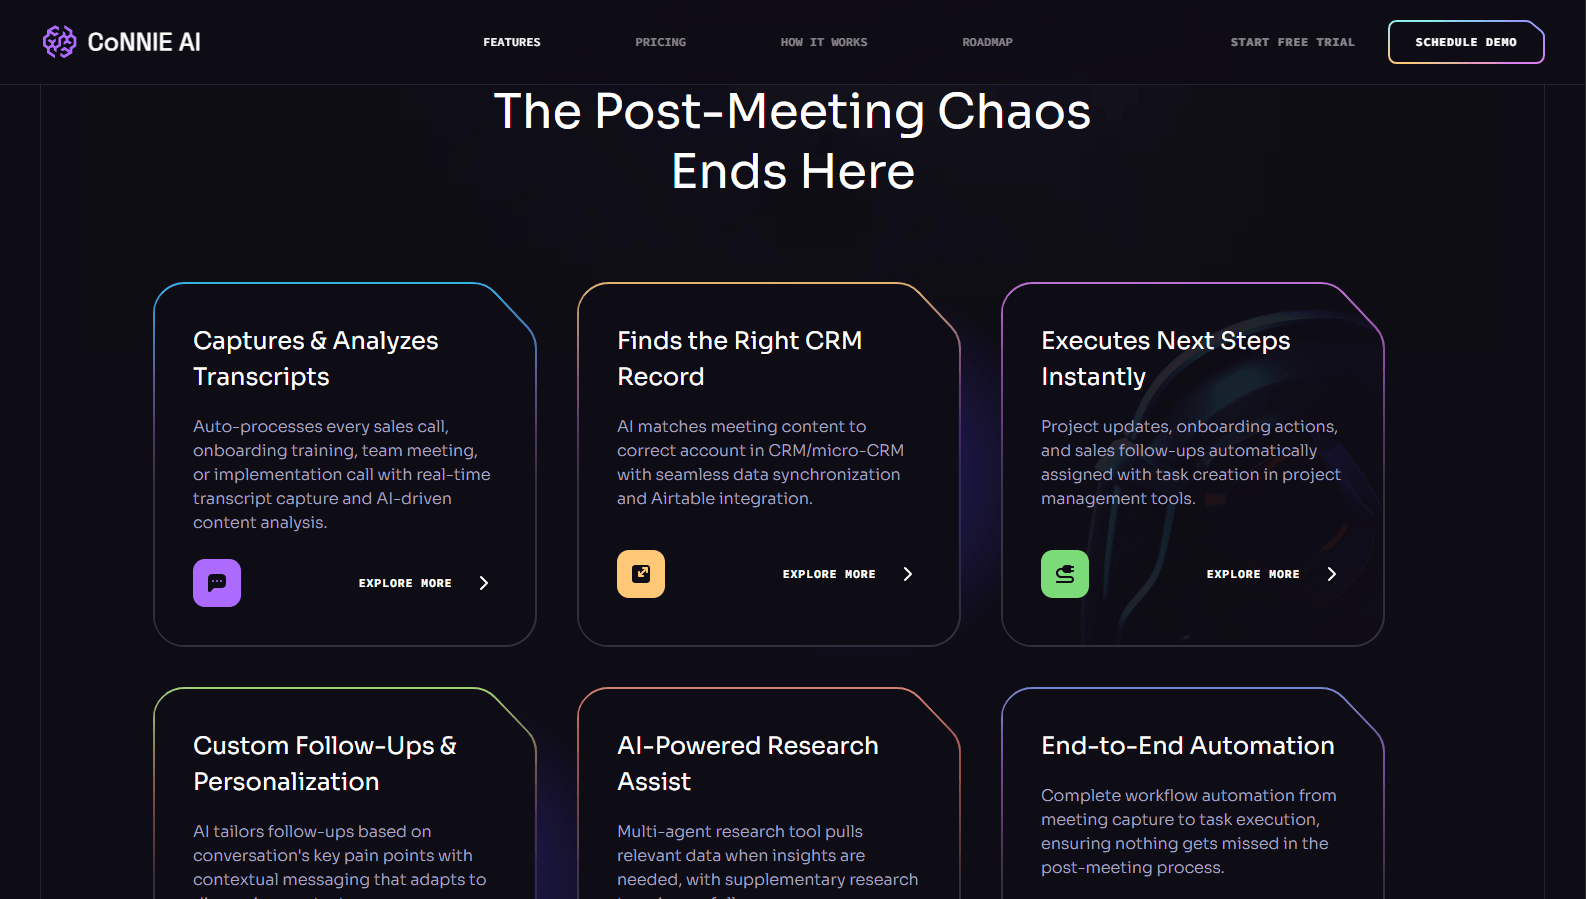 CoNNIE AI
FEATURES
PRICING
HOW IT WORKS
ROADMAP
START FREE TRIAL
SCHEDULE DEMO
The Post-Meeting Chaos
Ends Here
Captures & Analyzes
Transcripts
Auto-processes every sales call,
onboarding training, team meeting,
or implementation call with real-time
transcript capture and AI-driven
content analysis.
EXPLORE MORE
Finds the Right CRM
Record
AI matches meeting content to
correct account in CRM/micro-CRM
with seamless data synchronization
and Airtable integration.
EXPLORE MORE
Executes Next Steps
Instantly
Project updates, onboarding actions,
and sales follow-ups automatically
assigned with task creation in project
management tools.
EXPLORE MORE
Custom Follow-Ups &
Personalization
AI tailors follow-ups based on
conversation's key pain points with
contextual messaging that adapts to
AI-Powered Research
Assist
Multi-agent research tool pulls
relevant data when insights are
needed, with supplementary research
End-to-End Automation
Complete workflow automation from
meeting capture to task execution,
ensuring nothing gets missed in the
post-meeting process.